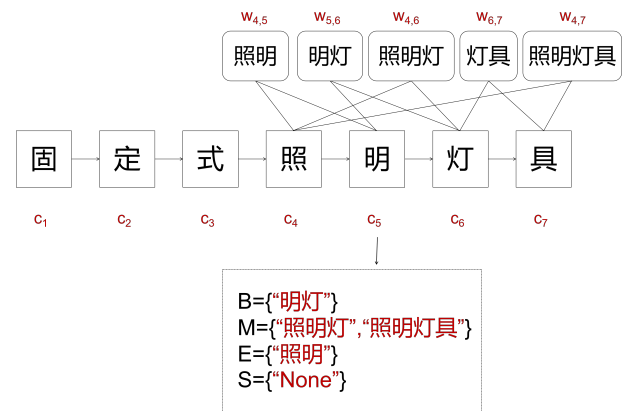 w4,5 w5,6 w4,6 w6,7 w4,7
照明 明灯 照明灯 灯具 照明灯具
固 定 式 照 明 灯 具
c1 c2 c3 c4 c5 c6 c7
B={“明灯”}
M={“照明灯”,“照明灯具”}
E={“照明”}
S={“None”}